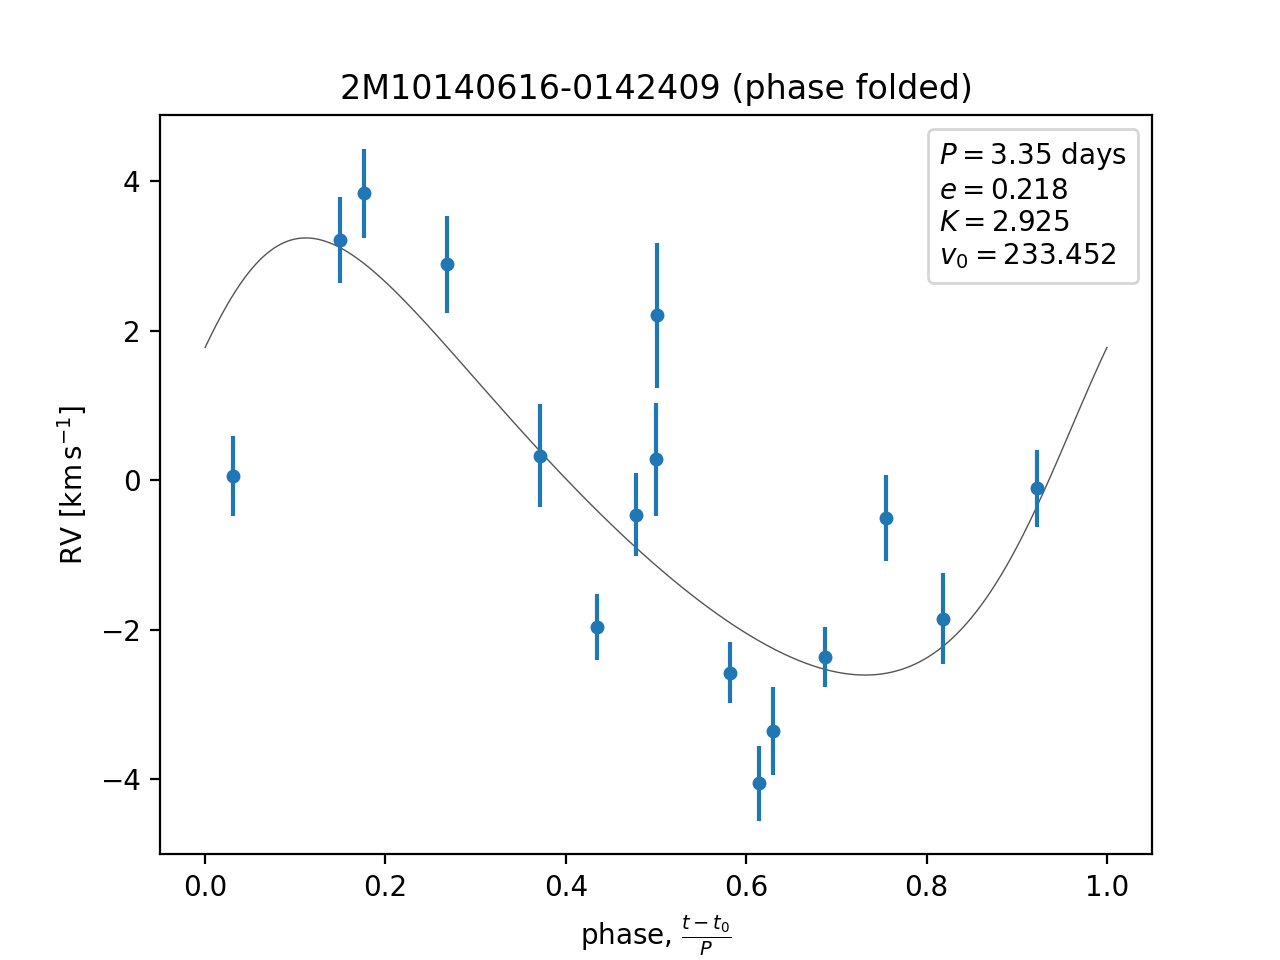 2M10140616-0142409 (phase folded)
P = 3.35 days
e = 0.218
K = 2.925
v₀ = 233.452
RV [km s⁻¹]
4
2
0
−2
−4
0.0 0.2 0.4 0.6 0.8 1.0
phase, (t − t₀)/P